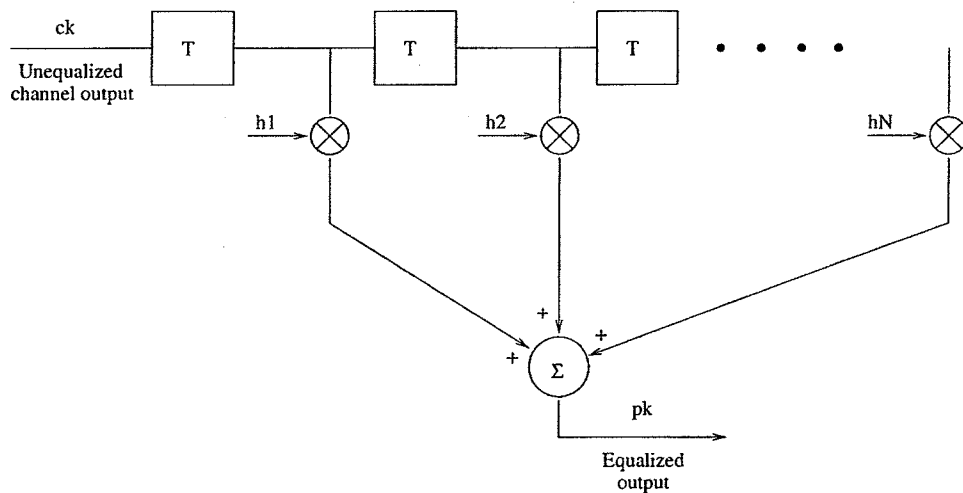 ck
T
T
T
Unequalized
channel output
h1
h2
hN
+
+
+
Σ
pk
Equalized
output